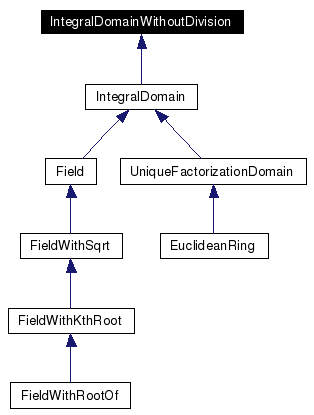 IntegralDomainWithoutDivision
IntegralDomain
Field
UniqueFactorizationDomain
FieldWithSqrt
EuclideanRing
FieldWithKthRoot
FieldWithRootOf